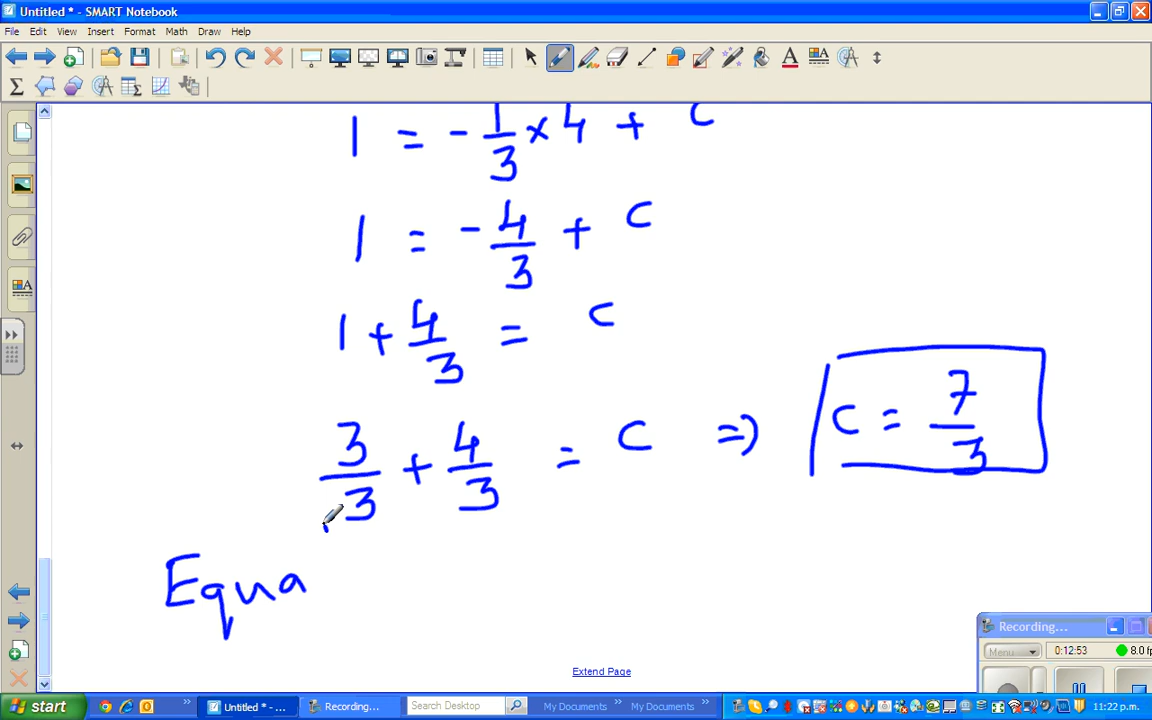 Untitled * - SMART Notebook
File Edit View Insert Format Math Draw Help
1 = - 1/3 × 4 + c
1 = - 4/3 + c
1 + 4/3 = c
3/3 + 4/3 = c => c = 7/3
Equa
Extend Page
Recording...
Menu 0:12:53 8.0 f
start Untitled * - ... Recording... Search Desktop My Documents My Documents 11:22 p.m.